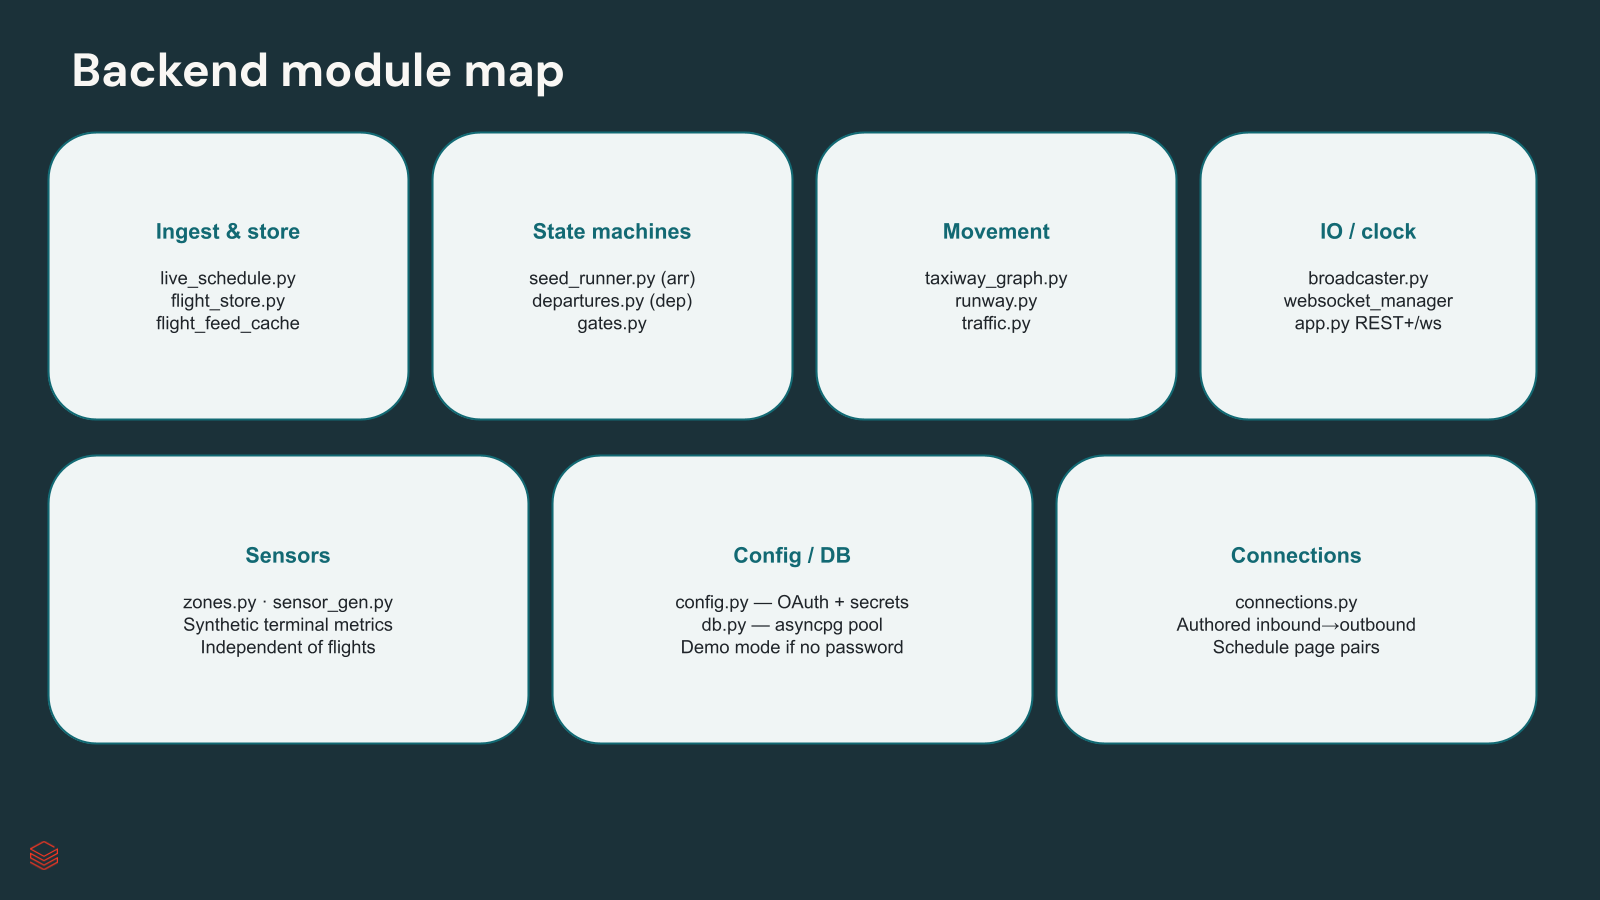 Backend module map
Ingest & store
live_schedule.py
flight_store.py
flight_feed_cache
State machines
seed_runner.py (arr)
departures.py (dep)
gates.py
Movement
taxiway_graph.py
runway.py
traffic.py
IO / clock
broadcaster.py
websocket_manager
app.py REST+/ws
Sensors
zones.py · sensor_gen.py
Synthetic terminal metrics
Independent of flights
Config / DB
config.py — OAuth + secrets
db.py — asyncpg pool
Demo mode if no password
Connections
connections.py
Authored inbound→outbound
Schedule page pairs